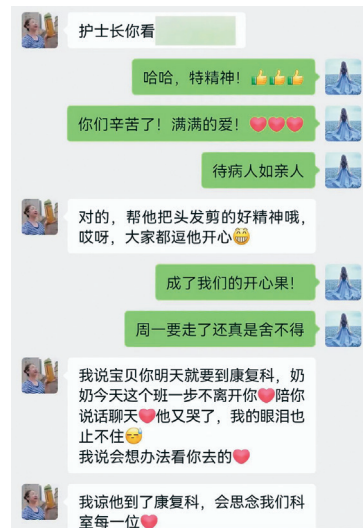 护士长你看
哈哈，特精神！👍👍👍
你们辛苦了！满满的爱！❤❤❤
待病人如亲人
对的，帮他把头发剪的好精神哦，
哎呀，大家都逗他开心😁
成了我们的开心果！
周一要走了还真是舍不得
我说宝贝你明天就要到康复科，奶
奶今天这个班一步不离开你❤陪你
说话聊天❤他又哭了，我的眼泪也
止不住😅
我说会想办法看你去的❤
我谅他到了康复科，会思念我们科
室每一位❤